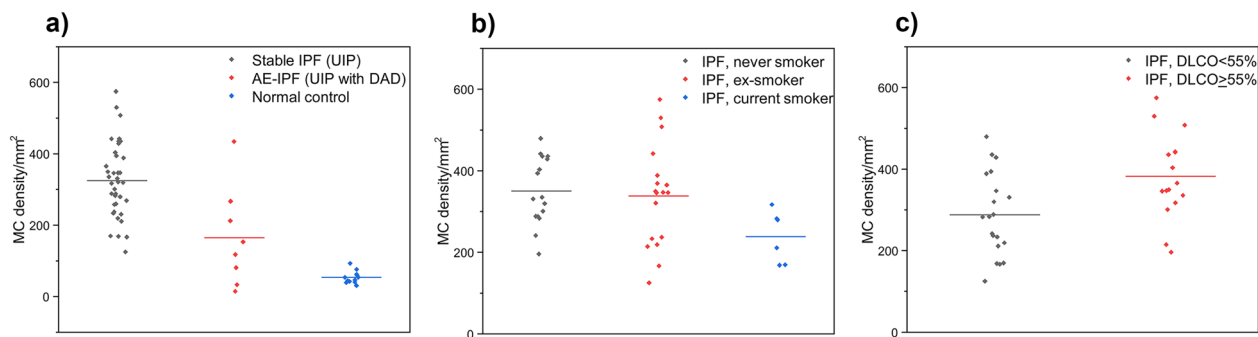 a)
Stable IPF (UIP)
AE-IPF (UIP with DAD)
Normal control
MC density/mm²
600
400
200
0
b)
IPF, never smoker
IPF, ex-smoker
IPF, current smoker
MC density/mm²
600
400
200
0
c)
IPF, DLCO<55%
IPF, DLCO≥55%
MC density/mm²
600
400
200
0